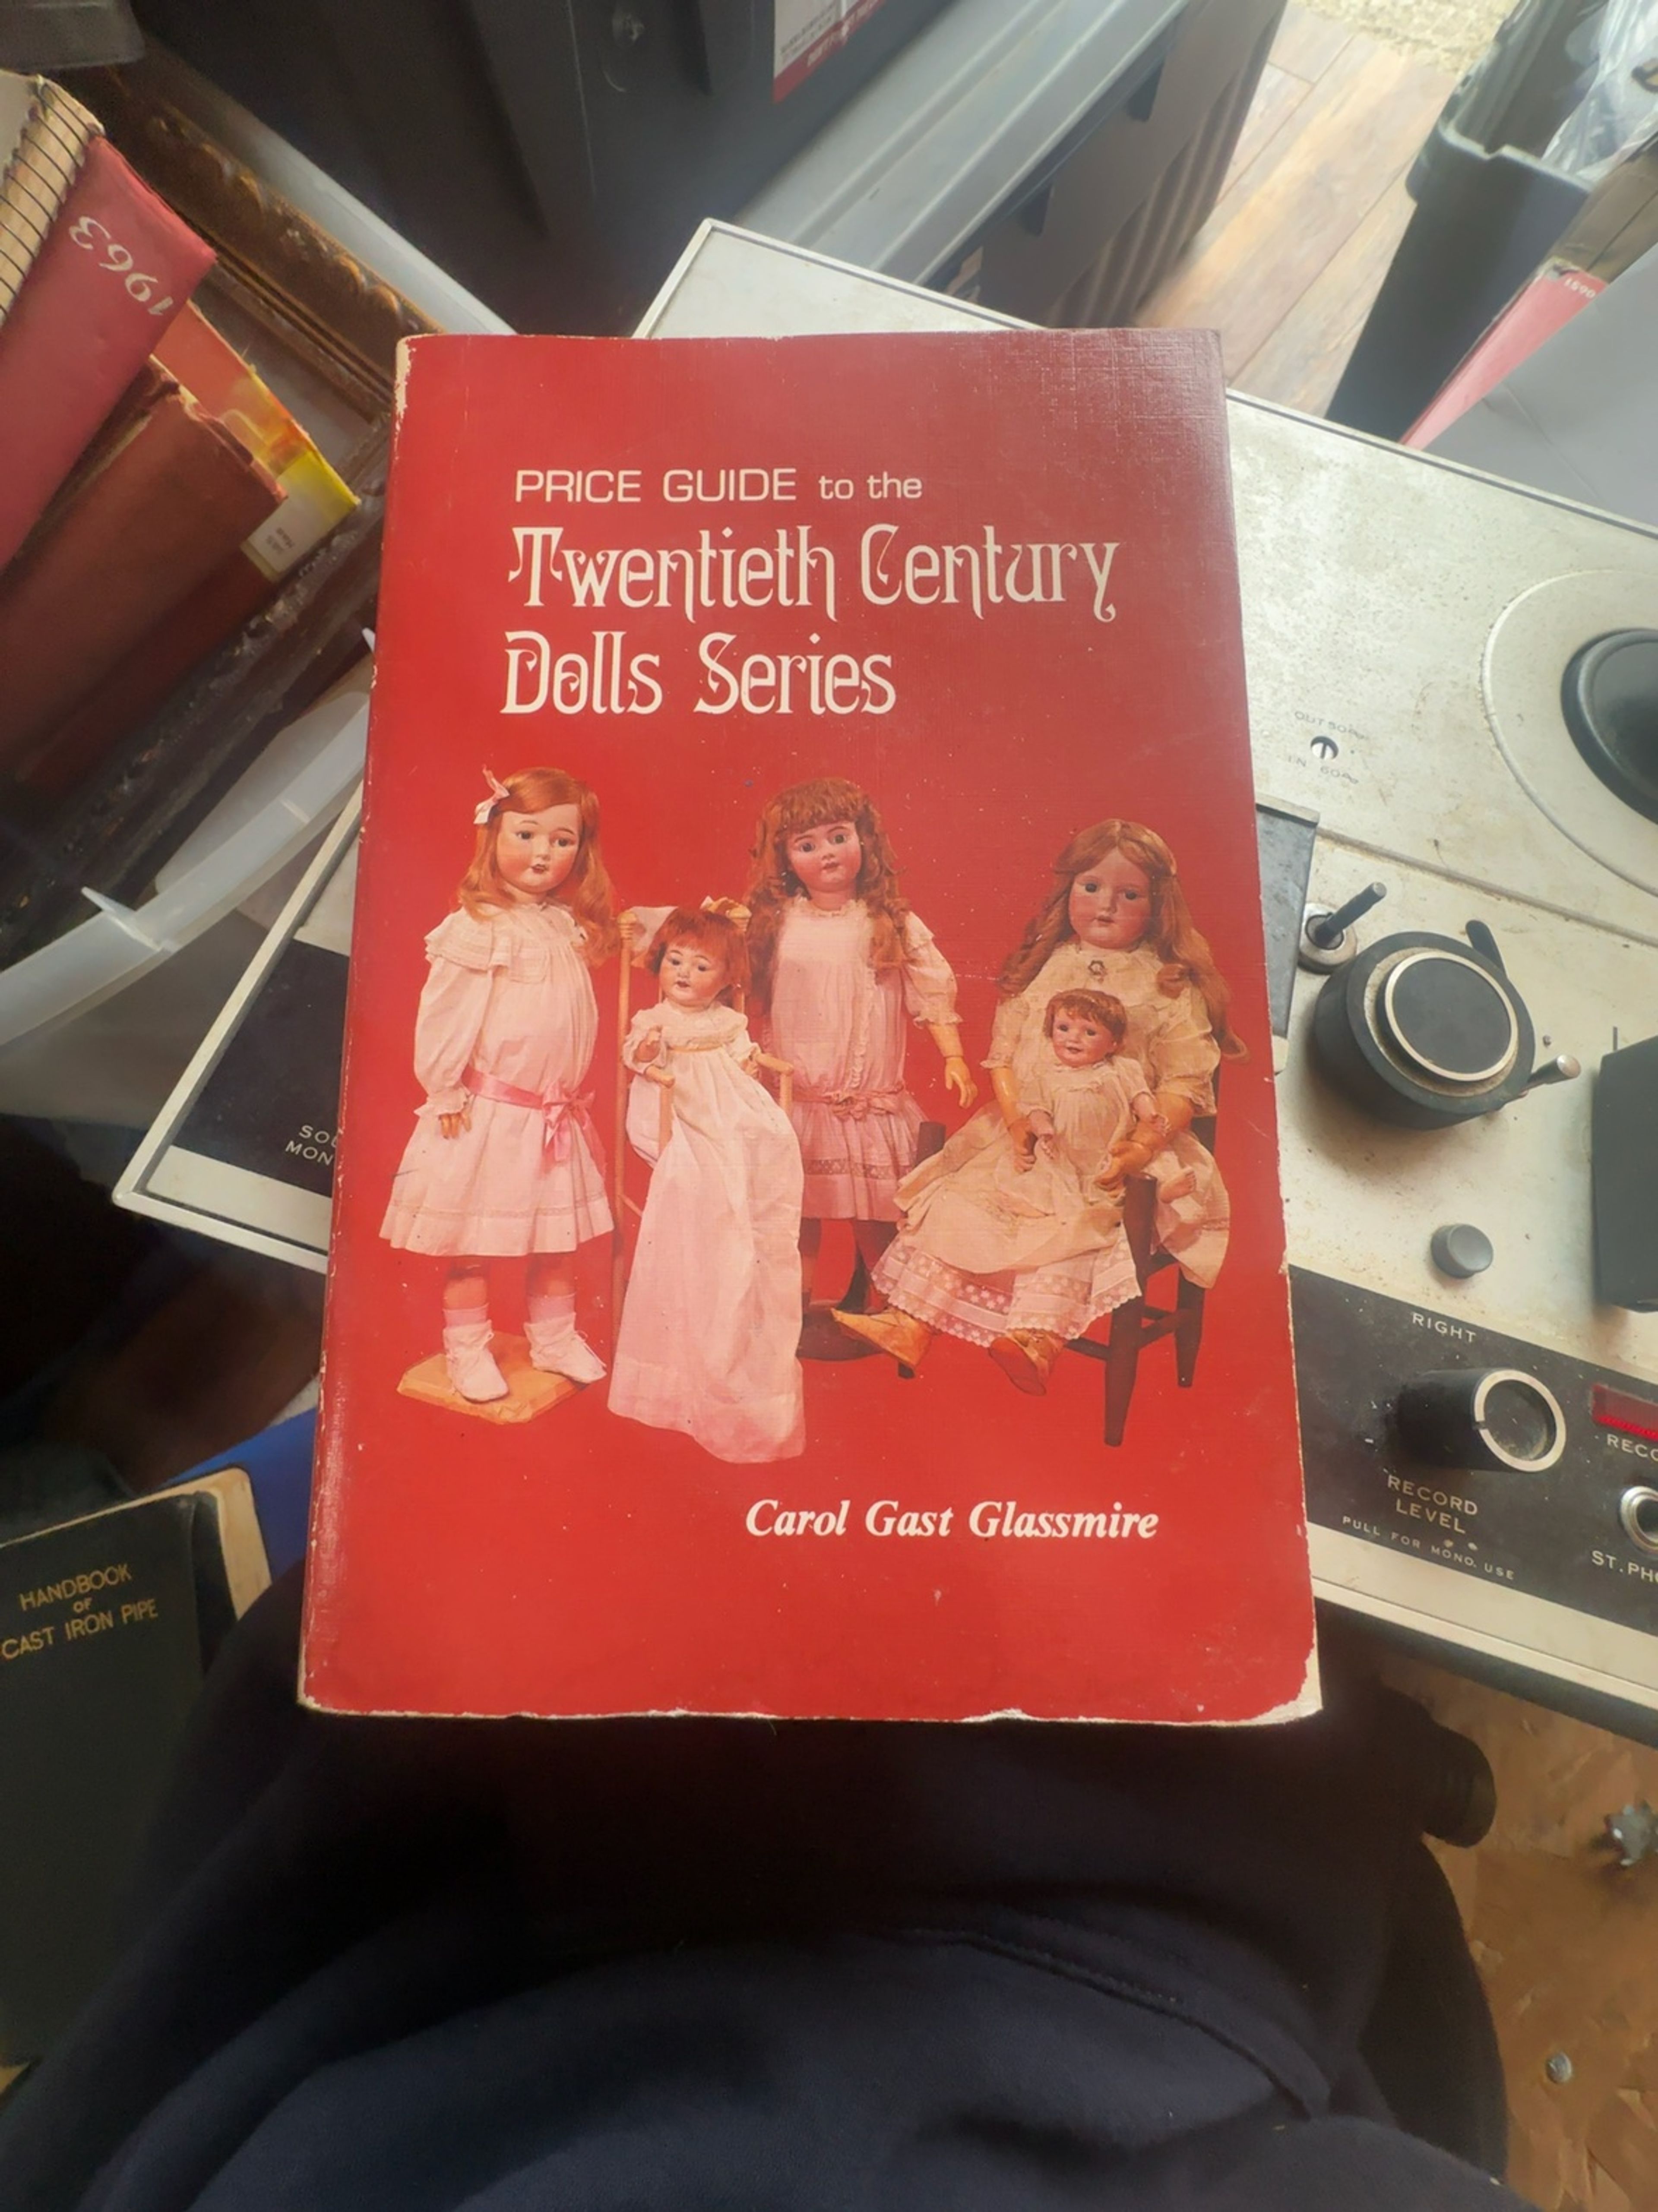 PRICE GUIDE to the
Twentieth Century
Dolls Series
Carol Gast Glassmire
1963
HANDBOOK
OF
CAST IRON PIPE
1590
RIGHT
RECORD
LEVEL
PULL FOR MONO. USE